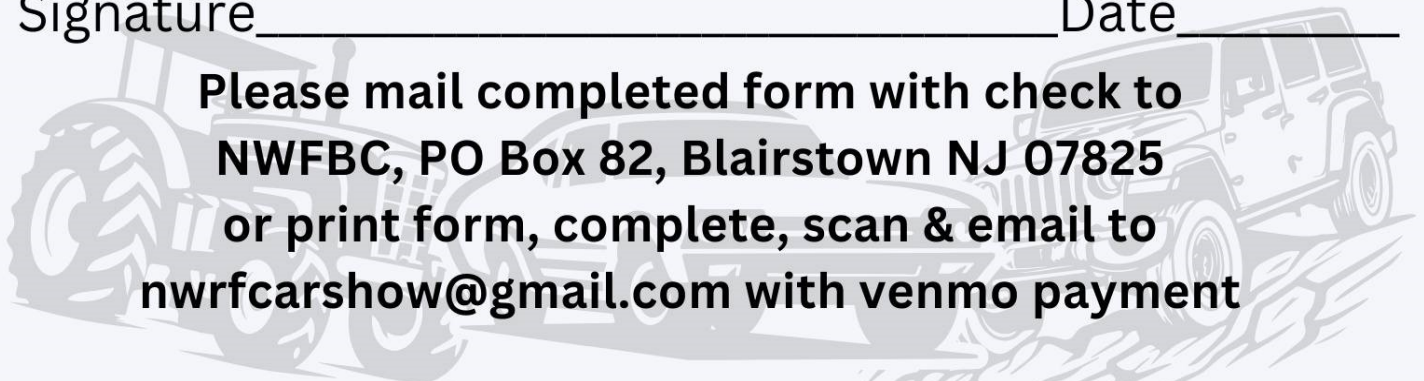 Signature____________________________________Date__________
Please mail completed form with check to
NWFBC, PO Box 82, Blairstown NJ 07825
or print form, complete, scan & email to
nwrfcarshow@gmail.com with venmo payment